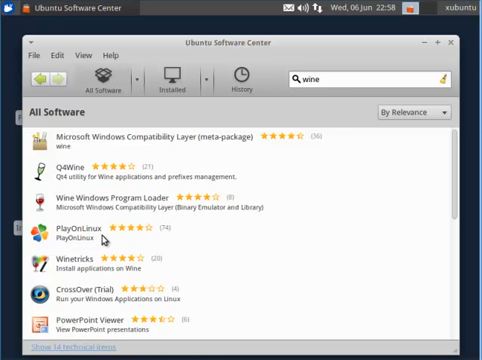 Ubuntu Software Center
Wed, 06 Jun 22:58
xubuntu
Ubuntu Software Center
File Edit View Help
All Software
Installed
History
wine
All Software
By Relevance
Microsoft Windows Compatibility Layer (meta-package) (36)
wine
Q4Wine (21)
Qt4 utility for Wine applications and prefixes management.
Wine Windows Program Loader (8)
Microsoft Windows Compatibility Layer (Binary Emulator and Library)
PlayOnLinux (74)
PlayOnLinux
Winetricks (20)
Install applications on Wine
CrossOver (Trial) (4)
Run your Windows Applications on Linux
PowerPoint Viewer (6)
View PowerPoint presentations
Show 14 technical items